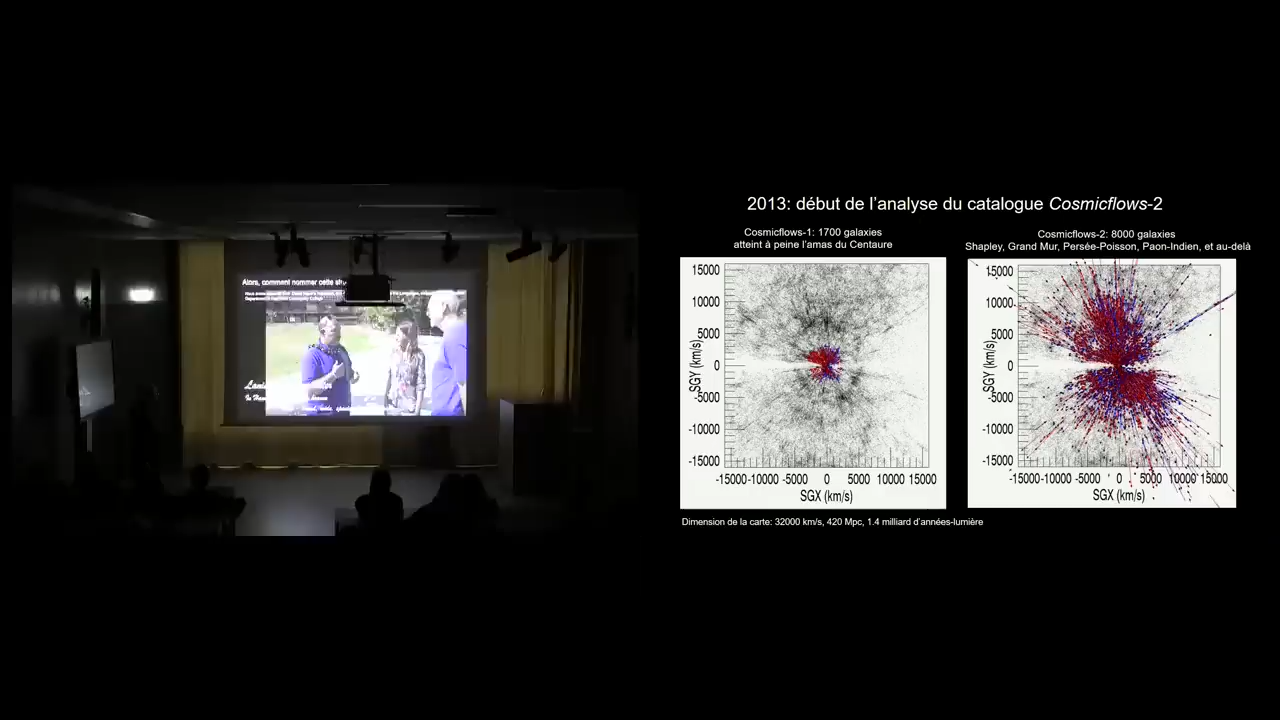 Alors, comment nommer cette
2013: début de l'analyse du catalogue Cosmicflows-2
Cosmicflows-1: 1700 galaxies
atteint à peine l'amas du Centaure
15000
10000
5000
0
-5000
-10000
-15000
SGY (km/s)
-15000 -10000 -5000 0 5000 10000 15000
SGX (km/s)
Cosmicflows-2: 8000 galaxies
Shapley, Grand Mur, Persée-Poisson, Paon-Indien, et au-delà
15000
10000
5000
0
-5000
-10000
-15000
SGY (km/s)
-15000 -10000 -5000 0 5000 10000 15000
SGX (km/s)
Dimension de la carte: 32000 km/s, 420 Mpc, 1.4 milliard d'années-lumière